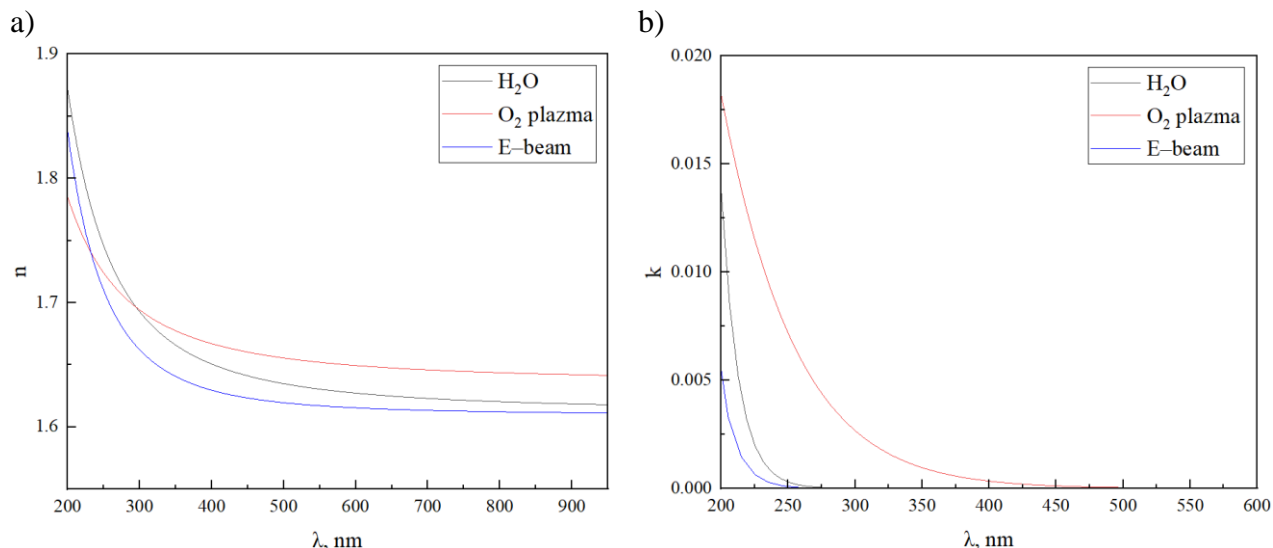 a)
b)
1.9
1.8
1.7
1.6
n
200 300 400 500 600 700 800 900
λ, nm
H₂O
O₂ plazma
E–beam
0.020
0.015
0.010
0.005
0.000
k
200 250 300 350 400 450 500 550 600
λ, nm
H₂O
O₂ plazma
E–beam